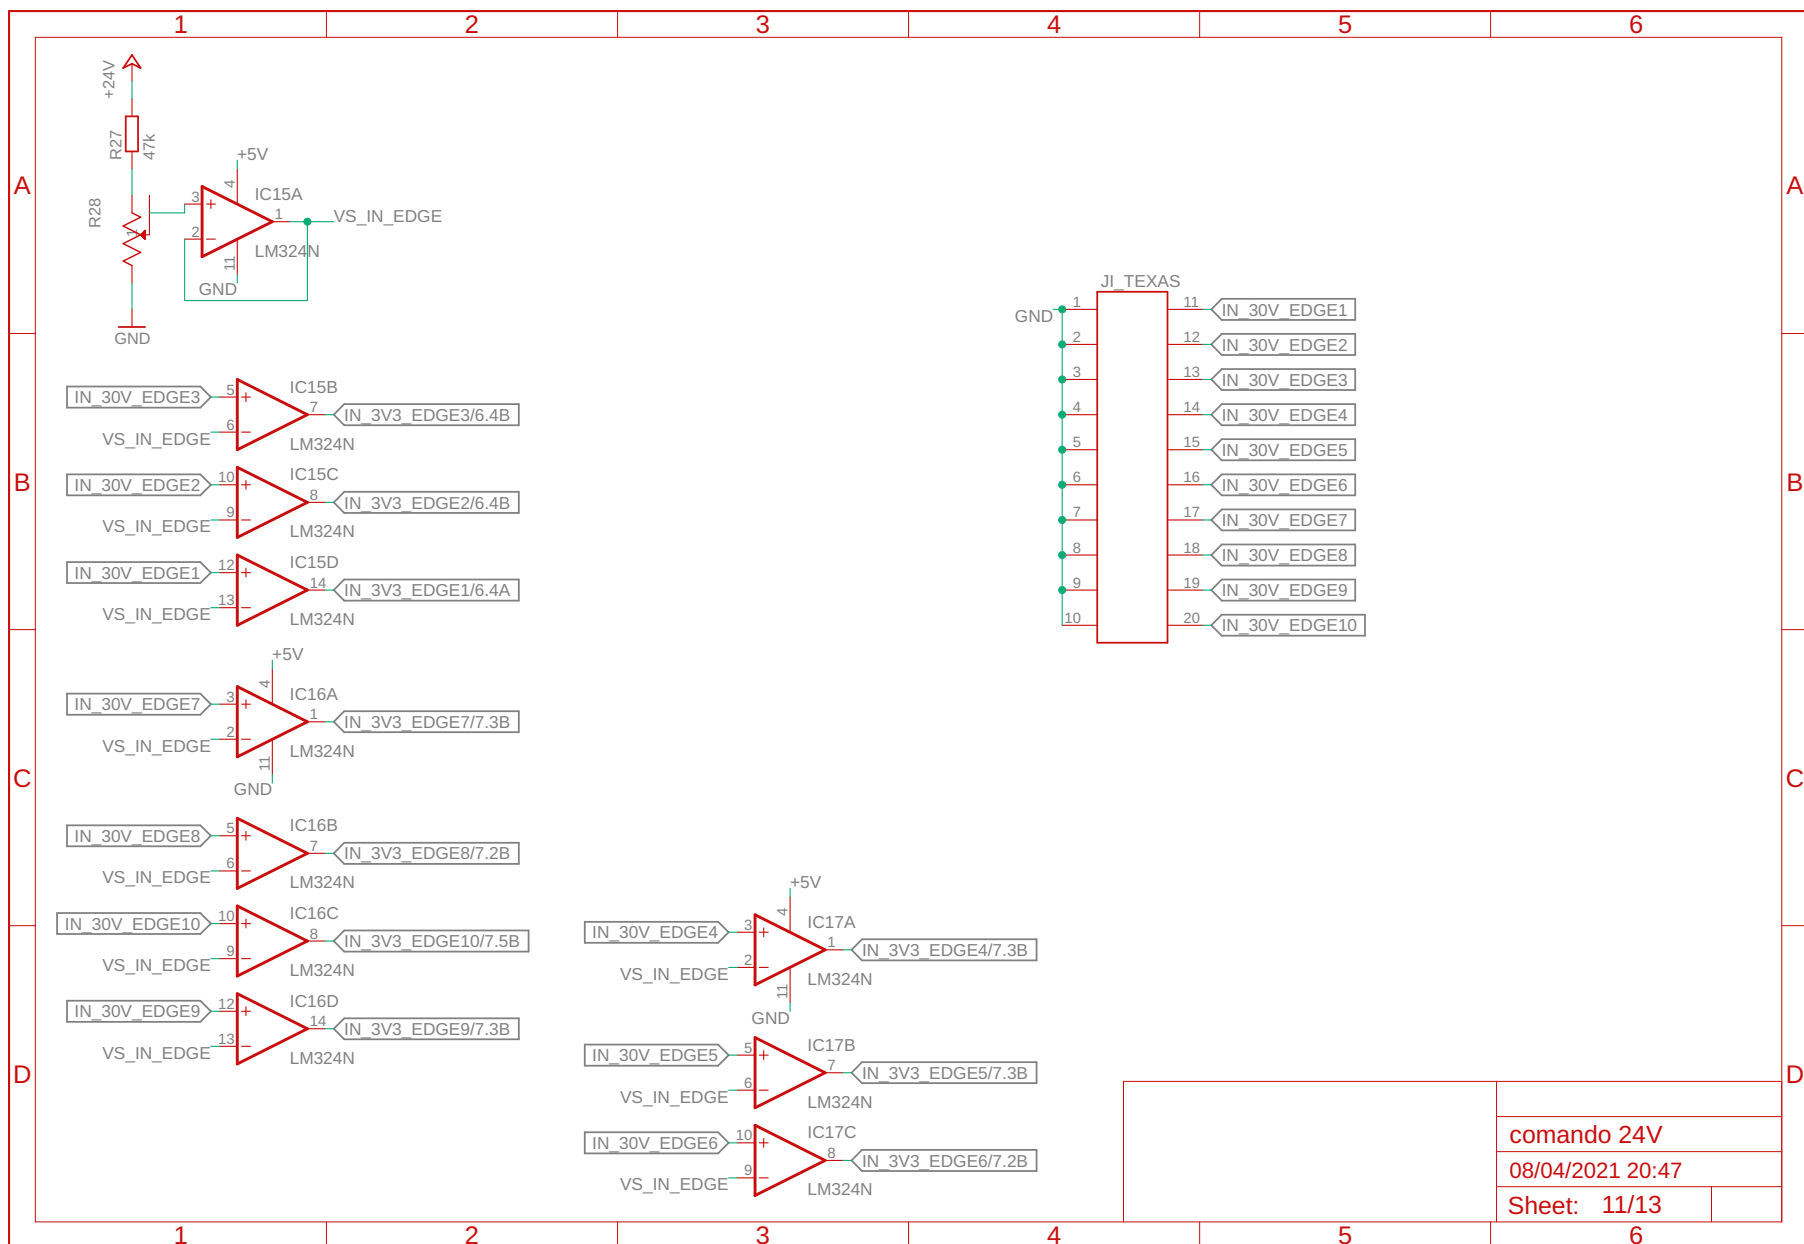 1 2 3 4 5 6
A A
B B
C C
D D
+24V
R27
47k
R28
1
GND
+5V
4
3
+
IC15A
1
VS_IN_EDGE
2
−
LM324N
11
GND
IN_30V_EDGE3
5
+
IC15B
7
IN_3V3_EDGE3/6.4B
VS_IN_EDGE
6
−
LM324N
IN_30V_EDGE2
10
+
IC15C
8
IN_3V3_EDGE2/6.4B
VS_IN_EDGE
9
−
LM324N
IN_30V_EDGE1
12
+
IC15D
14
IN_3V3_EDGE1/6.4A
VS_IN_EDGE
13
−
LM324N
+5V
4
IN_30V_EDGE7
3
+
IC16A
1
IN_3V3_EDGE7/7.3B
VS_IN_EDGE
2
−
LM324N
11
GND
IN_30V_EDGE8
5
+
IC16B
7
IN_3V3_EDGE8/7.2B
VS_IN_EDGE
6
−
LM324N
IN_30V_EDGE10
10
+
IC16C
8
IN_3V3_EDGE10/7.5B
VS_IN_EDGE
9
−
LM324N
IN_30V_EDGE9
12
+
IC16D
14
IN_3V3_EDGE9/7.3B
VS_IN_EDGE
13
−
LM324N
+5V
4
IN_30V_EDGE4
3
+
IC17A
1
IN_3V3_EDGE4/7.3B
VS_IN_EDGE
2
−
LM324N
11
GND
IN_30V_EDGE5
5
+
IC17B
7
IN_3V3_EDGE5/7.3B
VS_IN_EDGE
6
−
LM324N
IN_30V_EDGE6
10
+
IC17C
8
IN_3V3_EDGE6/7.2B
VS_IN_EDGE
9
−
LM324N
JI_TEXAS
GND 1 11 IN_30V_EDGE1
2 12 IN_30V_EDGE2
3 13 IN_30V_EDGE3
4 14 IN_30V_EDGE4
5 15 IN_30V_EDGE5
6 16 IN_30V_EDGE6
7 17 IN_30V_EDGE7
8 18 IN_30V_EDGE8
9 19 IN_30V_EDGE9
10 20 IN_30V_EDGE10
comando 24V
08/04/2021 20:47
Sheet: 11/13
1 2 3 4 5 6